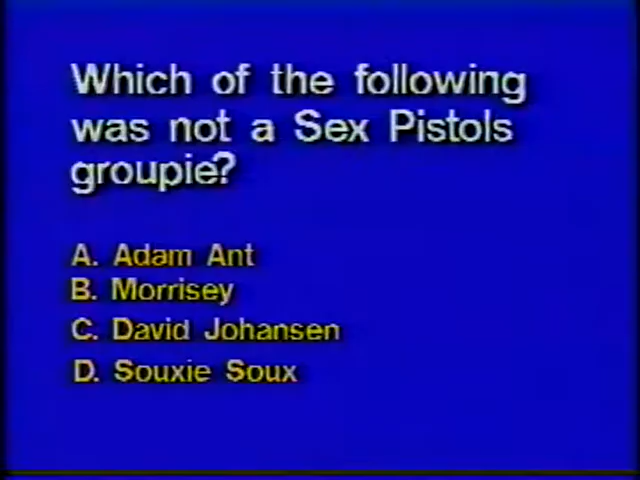 Which of the following
was not a Sex Pistols
groupie?
A. Adam Ant
B. Morrisey
C. David Johansen
D. Souxie Soux